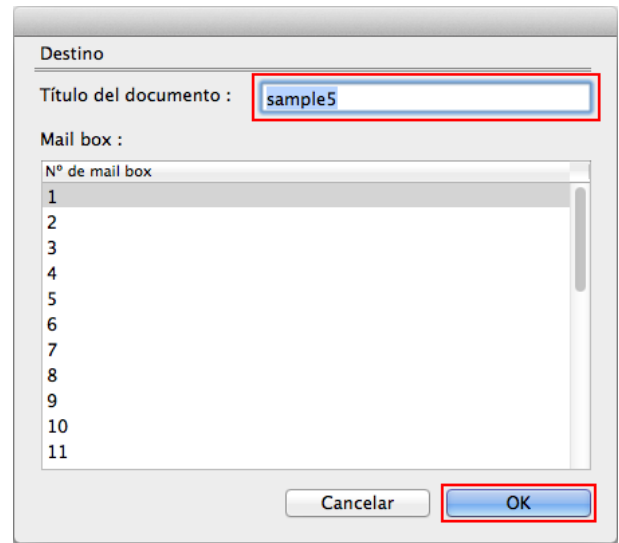 Destino
Título del documento : sample5
Mail box :
Nº de mail box
1
2
3
4
5
6
7
8
9
10
11
Cancelar OK